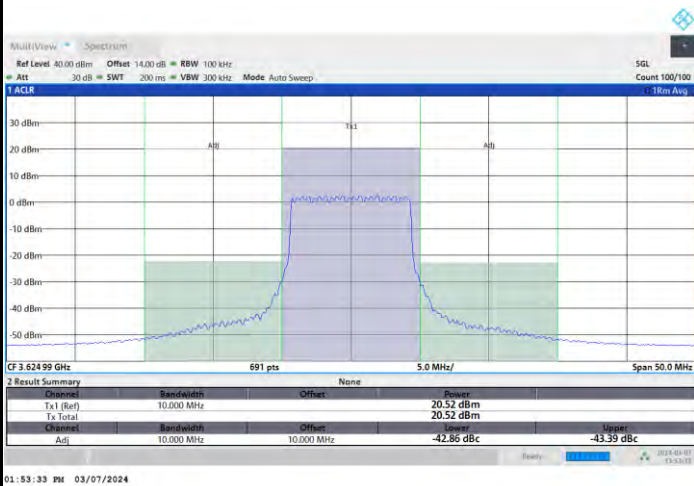 MultiView Spectrum
Ref Level 40.00 dBm Offset 14.00 dB RBW 100 kHz SGL
Att 30 dB SWT 200 ms VBW 300 kHz Mode Auto Sweep Count 100/100
1 ACLR 1Rm Avg
Tx1
Adj Adj
30 dBm
20 dBm
10 dBm
0 dBm
-10 dBm
-20 dBm
-30 dBm
-40 dBm
-50 dBm
CF 3.624 99 GHz 691 pts 5.0 MHz/ Span 50.0 MHz
2 Result Summary None
Channel Bandwidth Offset Power
Tx1 (Ref) 10.000 MHz 20.52 dBm
Tx Total 20.52 dBm
Channel Bandwidth Offset Lower Upper
Adj 10.000 MHz 10.000 MHz -42.86 dBc -43.39 dBc
Ready
01:53:33 PM 03/07/2024